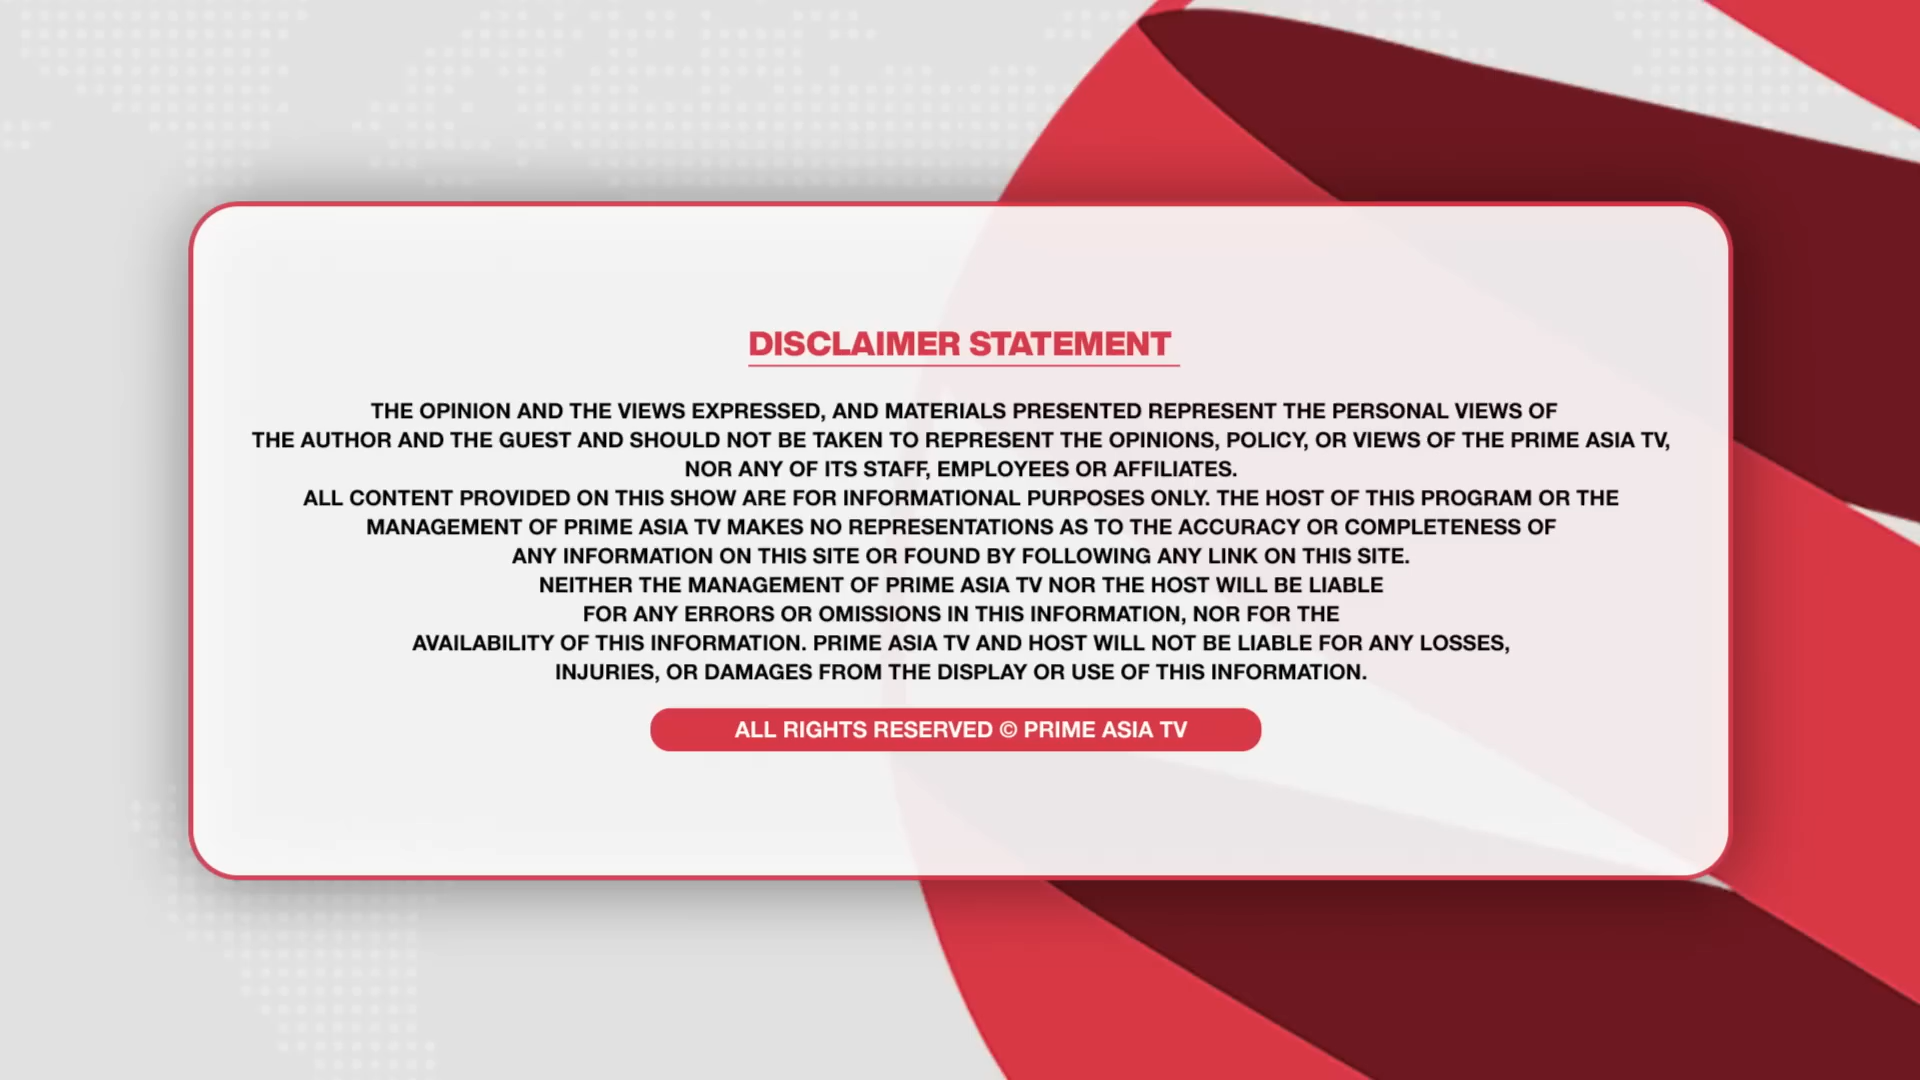 DISCLAIMER STATEMENT
THE OPINION AND THE VIEWS EXPRESSED, AND MATERIALS PRESENTED REPRESENT THE PERSONAL VIEWS OF
THE AUTHOR AND THE GUEST AND SHOULD NOT BE TAKEN TO REPRESENT THE OPINIONS, POLICY, OR VIEWS OF THE PRIME ASIA TV,
NOR ANY OF ITS STAFF, EMPLOYEES OR AFFILIATES.
ALL CONTENT PROVIDED ON THIS SHOW ARE FOR INFORMATIONAL PURPOSES ONLY. THE HOST OF THIS PROGRAM OR THE
MANAGEMENT OF PRIME ASIA TV MAKES NO REPRESENTATIONS AS TO THE ACCURACY OR COMPLETENESS OF
ANY INFORMATION ON THIS SITE OR FOUND BY FOLLOWING ANY LINK ON THIS SITE.
NEITHER THE MANAGEMENT OF PRIME ASIA TV NOR THE HOST WILL BE LIABLE
FOR ANY ERRORS OR OMISSIONS IN THIS INFORMATION, NOR FOR THE
AVAILABILITY OF THIS INFORMATION. PRIME ASIA TV AND HOST WILL NOT BE LIABLE FOR ANY LOSSES,
INJURIES, OR DAMAGES FROM THE DISPLAY OR USE OF THIS INFORMATION.
ALL RIGHTS RESERVED © PRIME ASIA TV